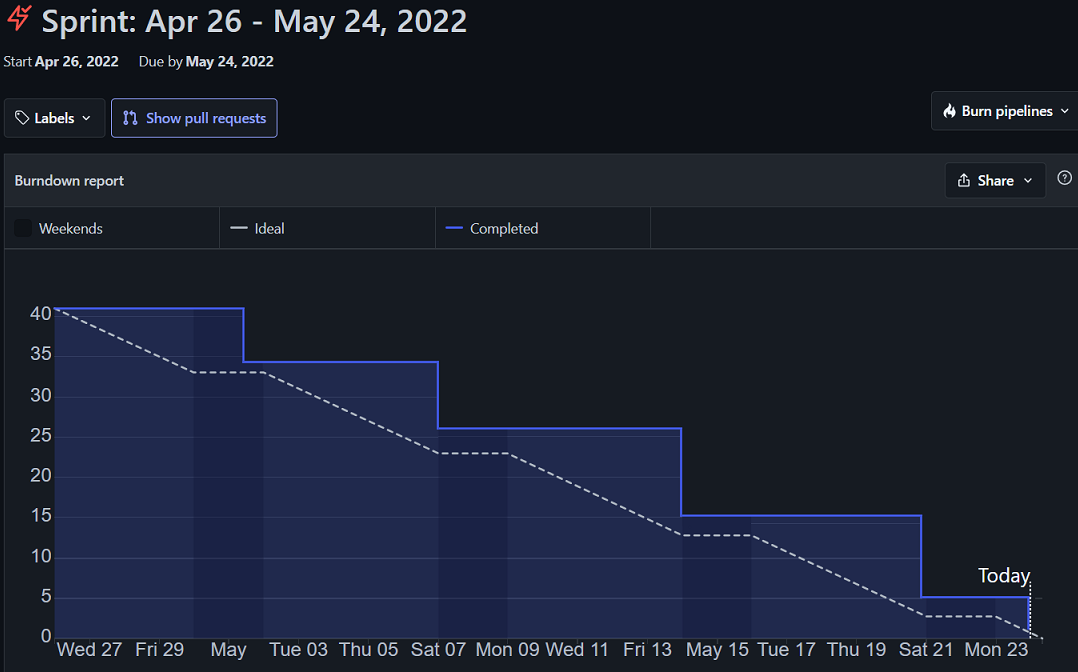 Sprint: Apr 26 - May 24, 2022
Start Apr 26, 2022 Due by May 24, 2022
Labels Show pull requests Burn pipelines
Burndown report Share ?
Weekends Ideal Completed
40
35
30
25
20
15
10
Today
5
0
Wed 27 Fri 29 May Tue 03 Thu 05 Sat 07 Mon 09 Wed 11 Fri 13 May 15 Tue 17 Thu 19 Sat 21 Mon 23